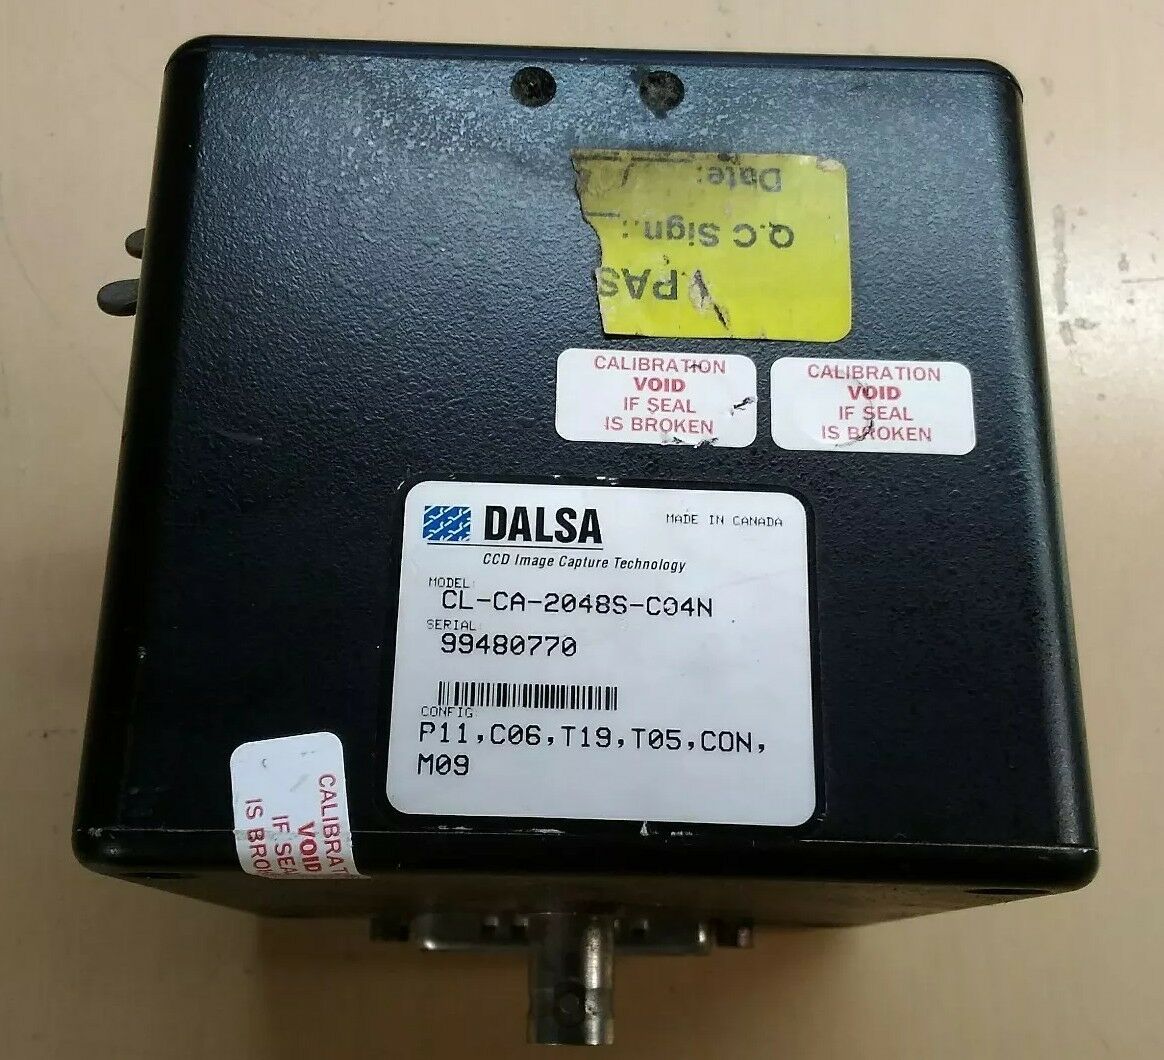 Date:
Q.C Sign.:
PAS
CALIBRATION
VOID
IF SEAL
IS BROKEN
CALIBRATION
VOID
IF SEAL
IS BROKEN
DALSA
MADE IN CANADA
CCD Image Capture Technology
MODEL:
CL-CA-2048S-C04N
SERIAL:
99480770
CONFIG:
P11,C06,T19,T05,CON,
M09
CALIBRAT
VOID
IF SEA
IS BROK